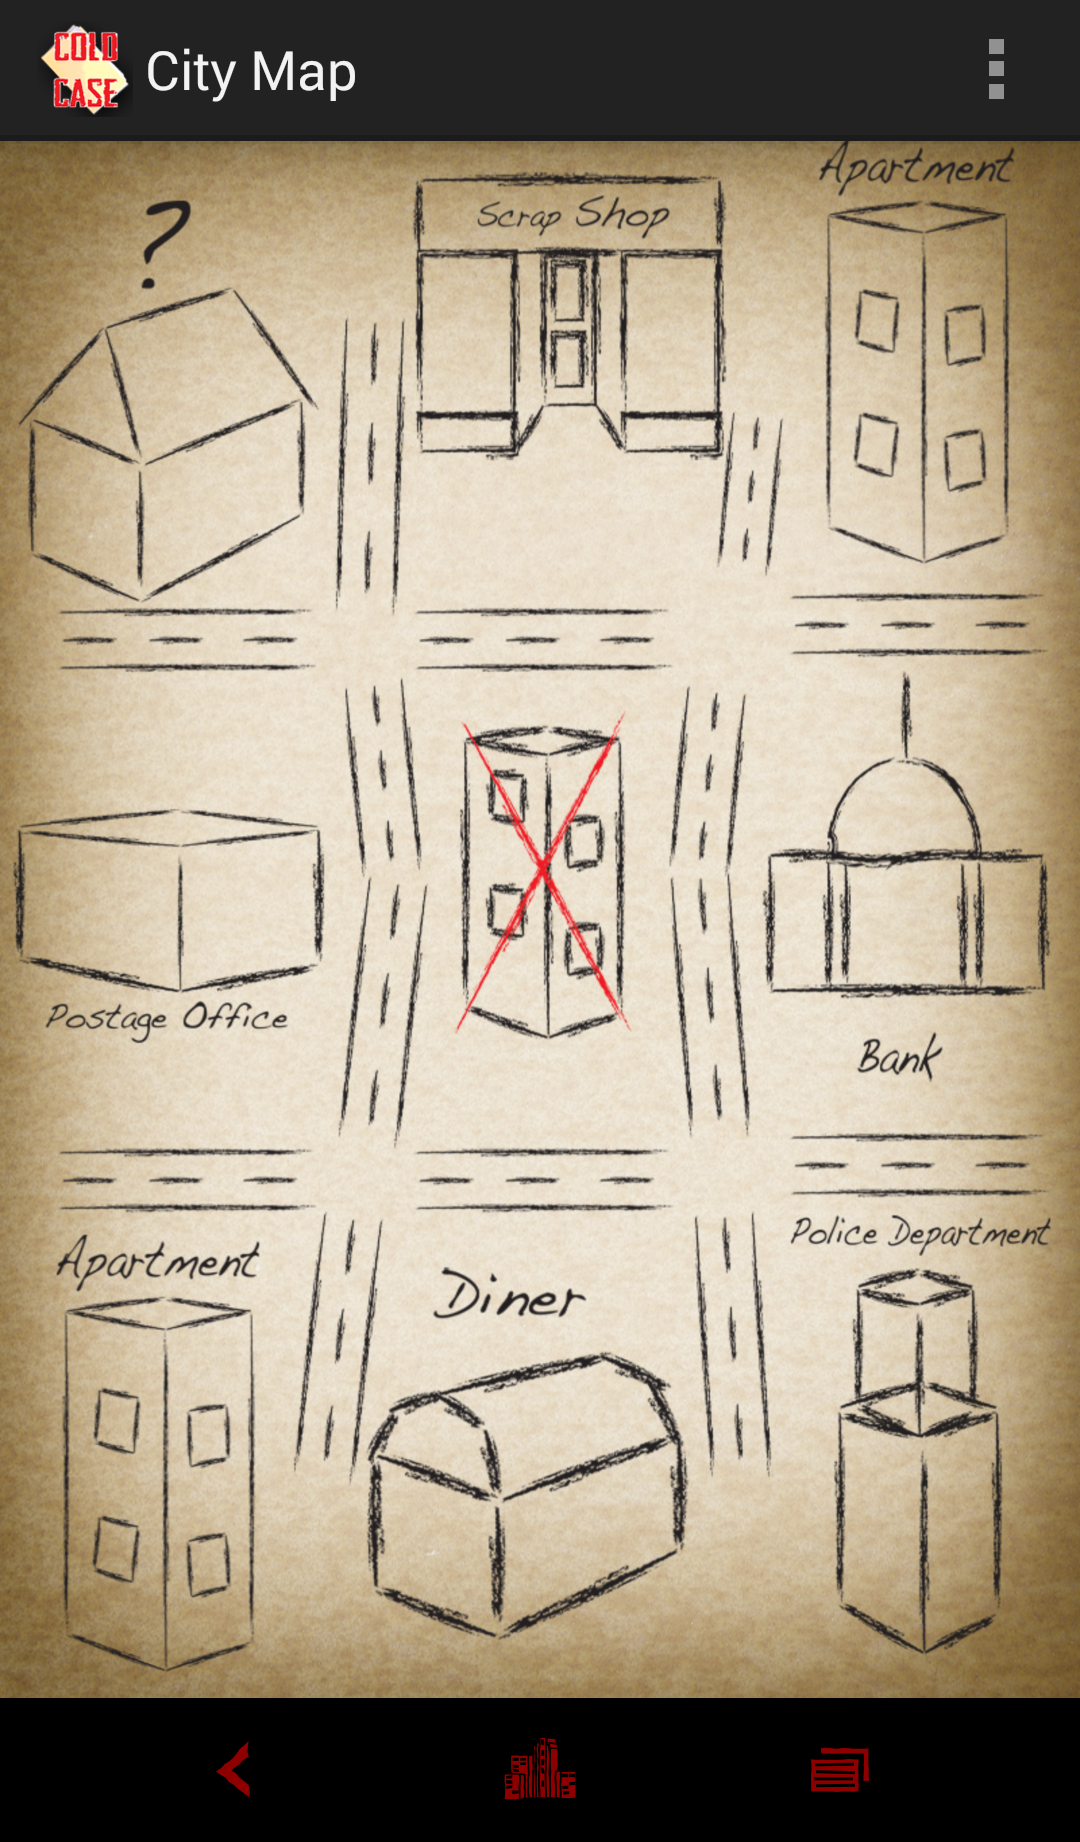 COLD
CASE
City Map
?
Scrap Shop
Apartment
Postage Office
Bank
Apartment
Diner
Police Department